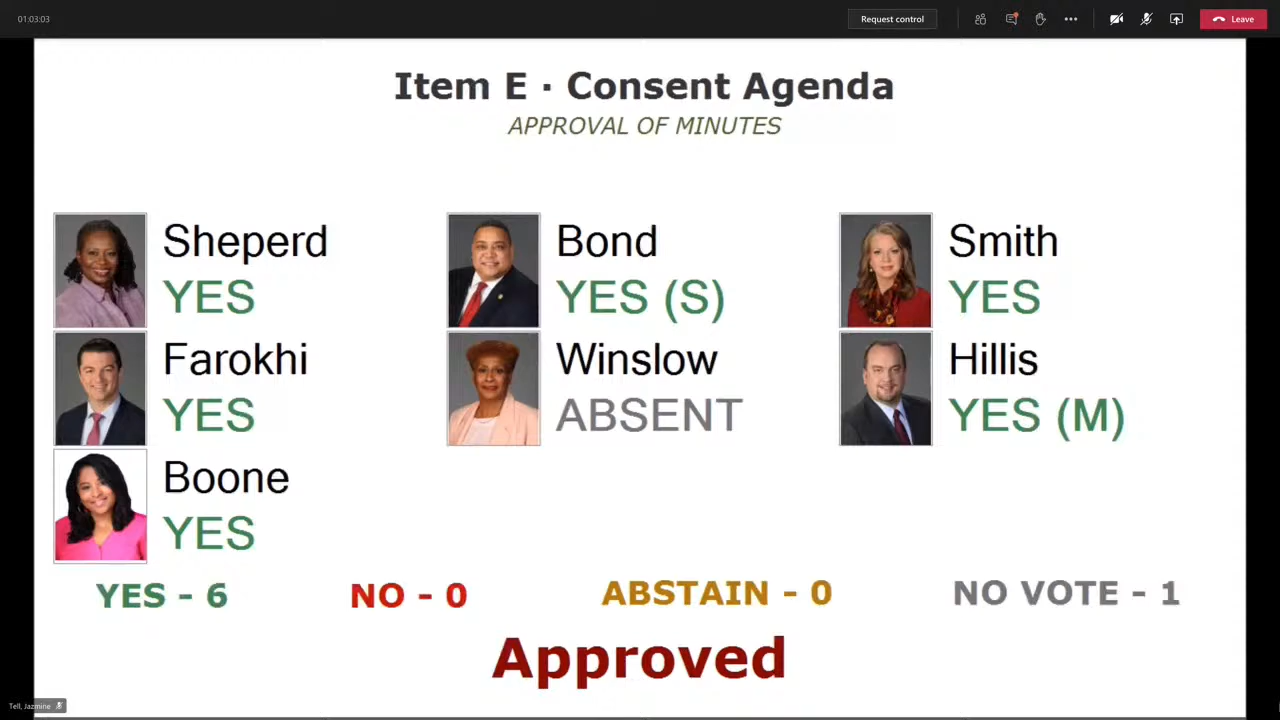 01:03:03
Request control
Leave
Item E · Consent Agenda
APPROVAL OF MINUTES
Sheperd
YES
Bond
YES (S)
Smith
YES
Farokhi
YES
Winslow
ABSENT
Hillis
YES (M)
Boone
YES
YES - 6
NO - 0
ABSTAIN - 0
NO VOTE - 1
Approved
Tell, Jazmine